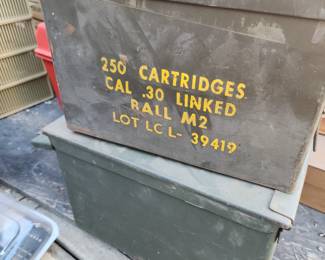 250 CARTRIDGES
CAL .30 LINKED
BALL M2
LOT LC L- 39419